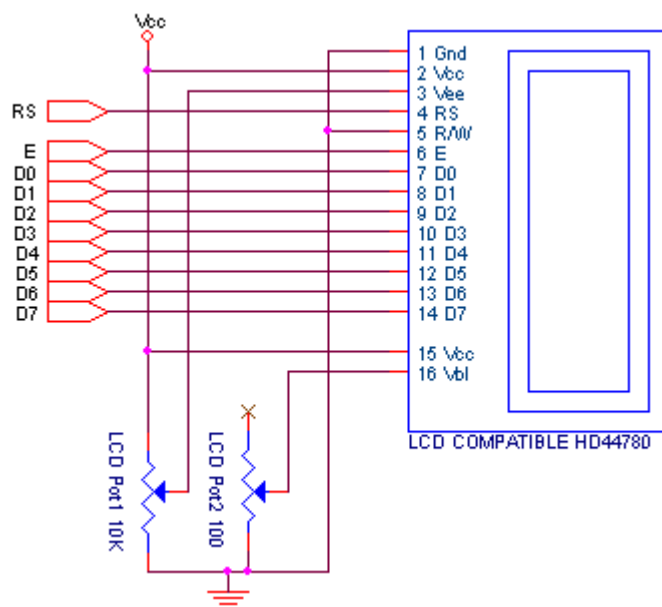 Vcc
1 Gnd
2 Vcc
3 Vee
RS
4 RS
5 R/W
E
6 E
D0
7 D0
D1
8 D1
D2
9 D2
D3
10 D3
D4
11 D4
D5
12 D5
D6
13 D6
D7
14 D7
15 Vcc
16 Vbl
LCD COMPATIBLE HD44780
LCD Pot1 10K
LCD Pot2 100